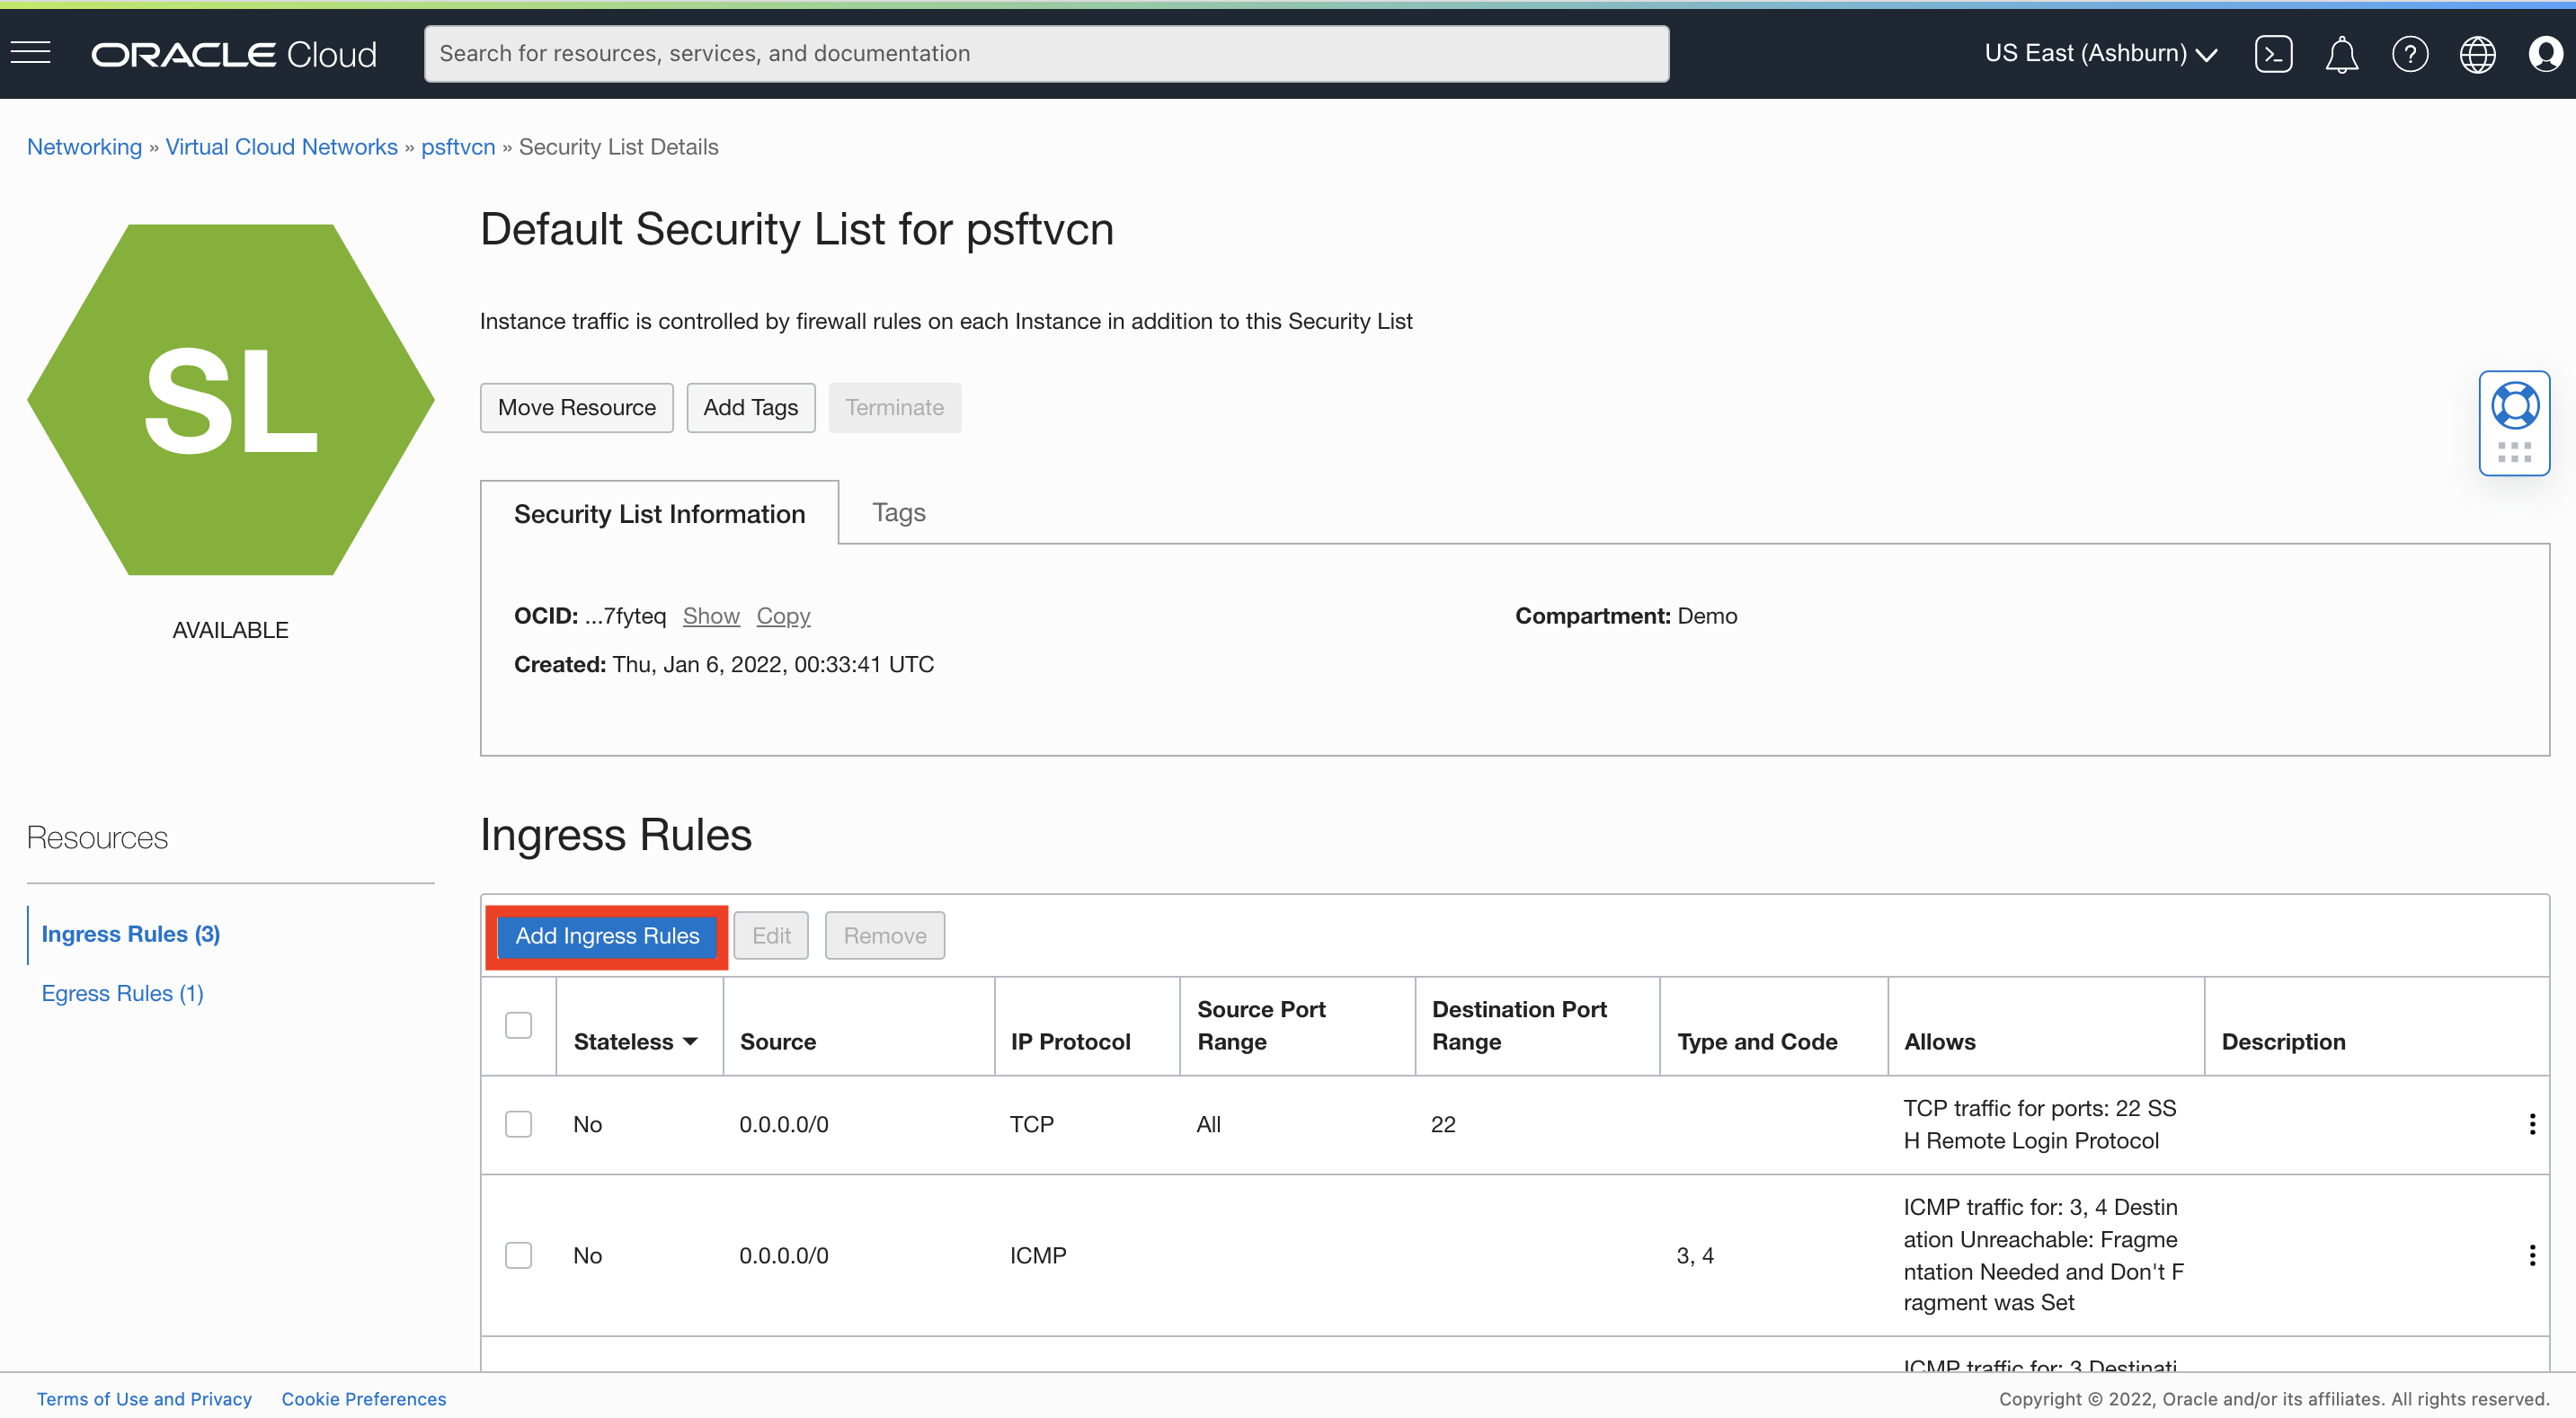 ORACLE Cloud
Search for resources, services, and documentation
US East (Ashburn)
Networking » Virtual Cloud Networks » psftvcn » Security List Details
SL
AVAILABLE
Default Security List for psftvcn
Instance traffic is controlled by firewall rules on each Instance in addition to this Security List
Move Resource Add Tags Terminate
Security List Information Tags
OCID: ...7fyteq Show Copy
Compartment: Demo
Created: Thu, Jan 6, 2022, 00:33:41 UTC
Resources
Ingress Rules (3)
Egress Rules (1)
Ingress Rules
Add Ingress Rules Edit Remove
Stateless Source IP Protocol Source Port Range Destination Port Range Type and Code Allows Description
No 0.0.0.0/0 TCP All 22 TCP traffic for ports: 22 SS
H Remote Login Protocol
No 0.0.0.0/0 ICMP 3, 4 ICMP traffic for: 3, 4 Destin
ation Unreachable: Fragme
ntation Needed and Don't F
ragment was Set
ICMP traffic for: 3 Destinati
Terms of Use and Privacy Cookie Preferences
Copyright © 2022, Oracle and/or its affiliates. All rights reserved.